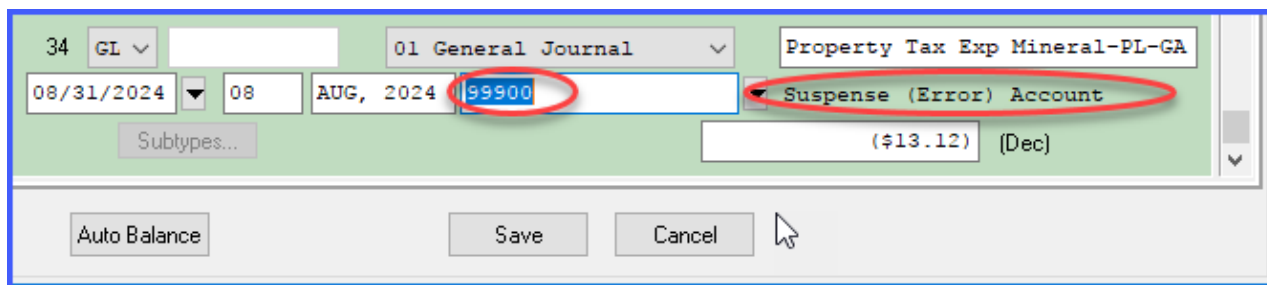 34 GL 01 General Journal Property Tax Exp Mineral-PL-GA
08/31/2024 08 AUG, 2024 99900 Suspense (Error) Account
Subtypes... ($13.12) (Dec)
Auto Balance Save Cancel